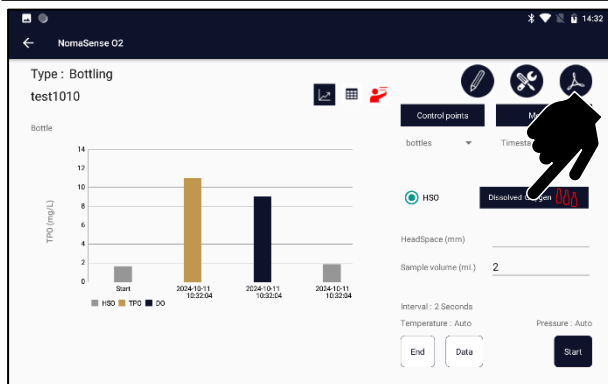 14:32
NomaSense O2
Type : Bottling
test1010
Control points
bottles
Bottle
HSO
Dissolved
HeadSpace (mm)
Sample volume (ml.) 2
Interval : 2 Seconds
Temperature : Auto Pressure : Auto
End Data Start
TPO (mg/L)
14
12
10
8
6
4
2
0
Start
2024-10-11
10:32:04
2024-10-11
10:32:04
2024-10-11
10:32:04
HSO TPO DO